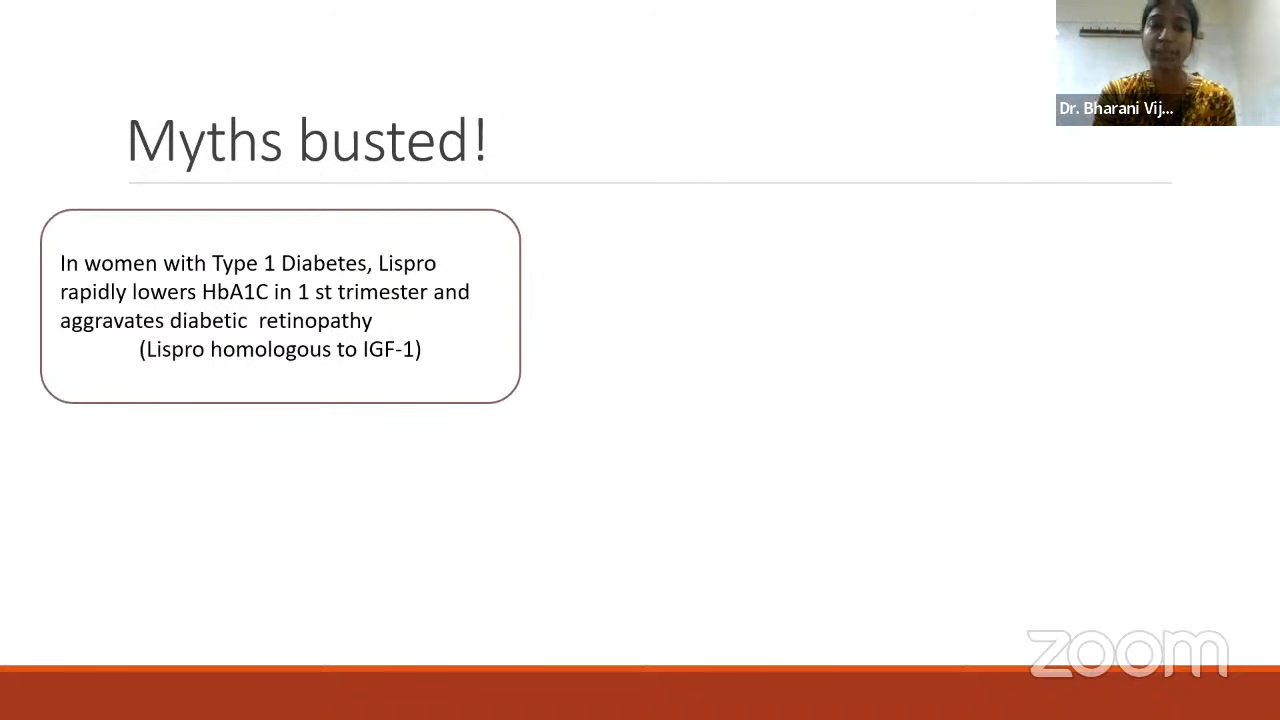 Dr. Bharani Vij...
Myths busted!
In women with Type 1 Diabetes, Lispro
rapidly lowers HbA1C in 1 st trimester and
aggravates diabetic  retinopathy
(Lispro homologous to IGF-1)
zoom